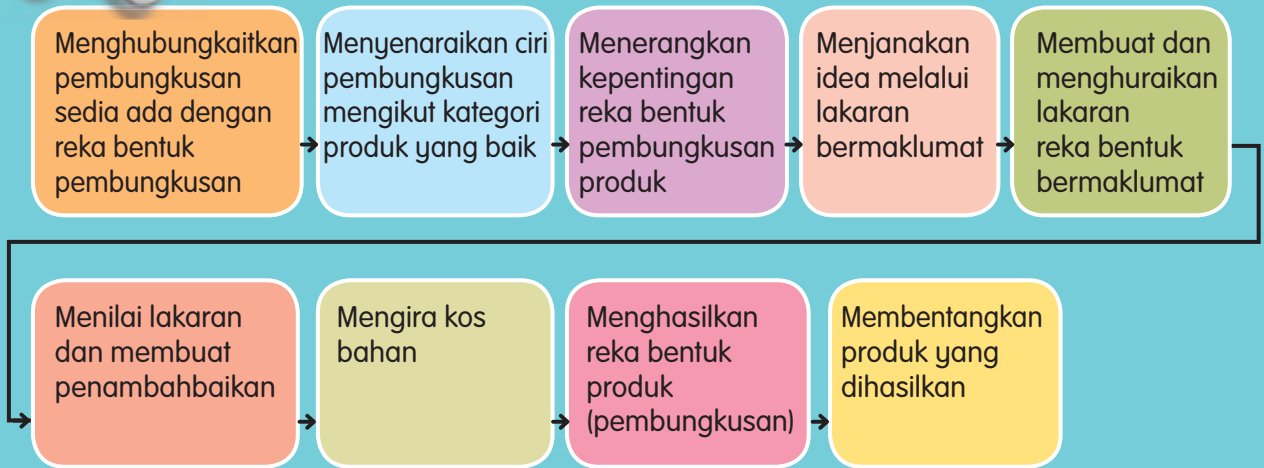 Menghubungkaitkan
pembungkusan
sedia ada dengan
reka bentuk
pembungkusan
Menyenaraikan ciri
pembungkusan
mengikut kategori
produk yang baik
Menerangkan
kepentingan
reka bentuk
pembungkusan
produk
Menjanakan
idea melalui
lakaran
bermaklumat
Membuat dan
menghuraikan
lakaran
reka bentuk
bermaklumat
Menilai lakaran
dan membuat
penambahbaikan
Mengira kos
bahan
Menghasilkan
reka bentuk
produk
(pembungkusan)
Membentangkan
produk yang
dihasilkan